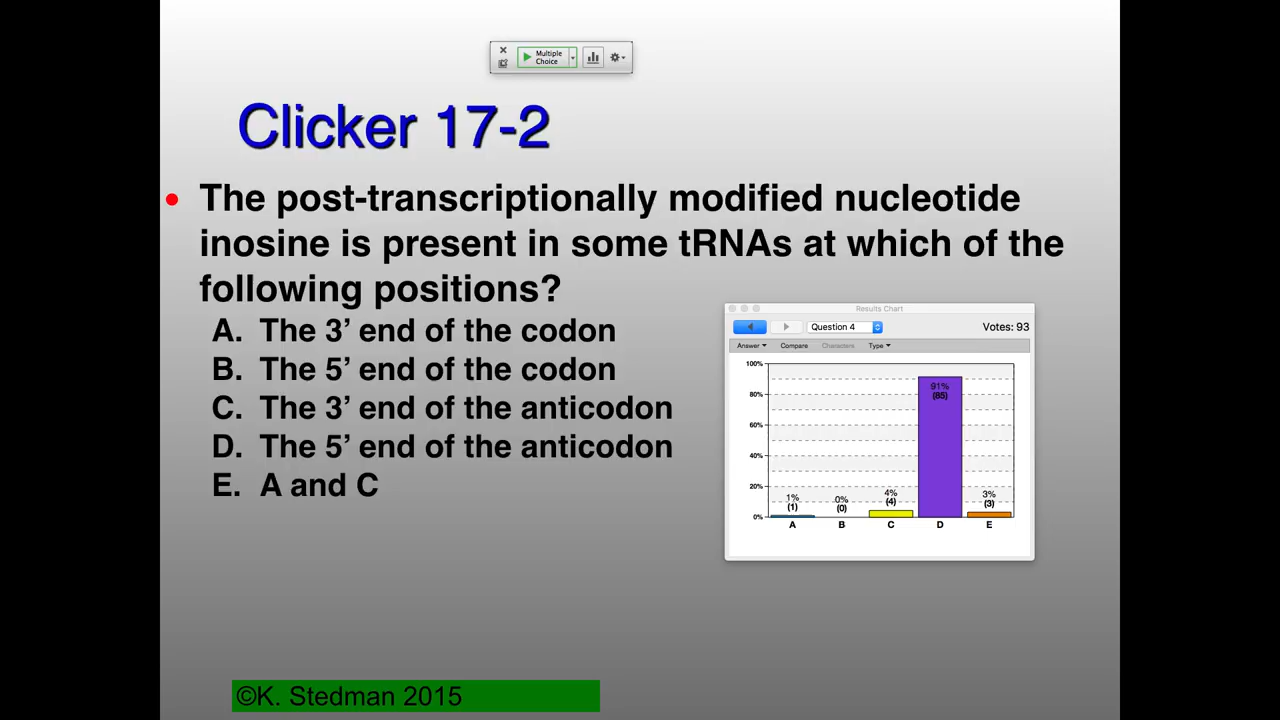 Multiple
Choice
Clicker 17-2
• The post-transcriptionally modified nucleotide
inosine is present in some tRNAs at which of the
following positions?
A. The 3’ end of the codon
B. The 5’ end of the codon
C. The 3’ end of the anticodon
D. The 5’ end of the anticodon
E. A and C
Results Chart
Question 4 Votes: 93
Answer Compare Characters Type
100%
80%
60%
40%
20%
0%
1%
(1)
0%
(0)
4%
(4)
91%
(85)
3%
(3)
A B C D E
©K. Stedman 2015